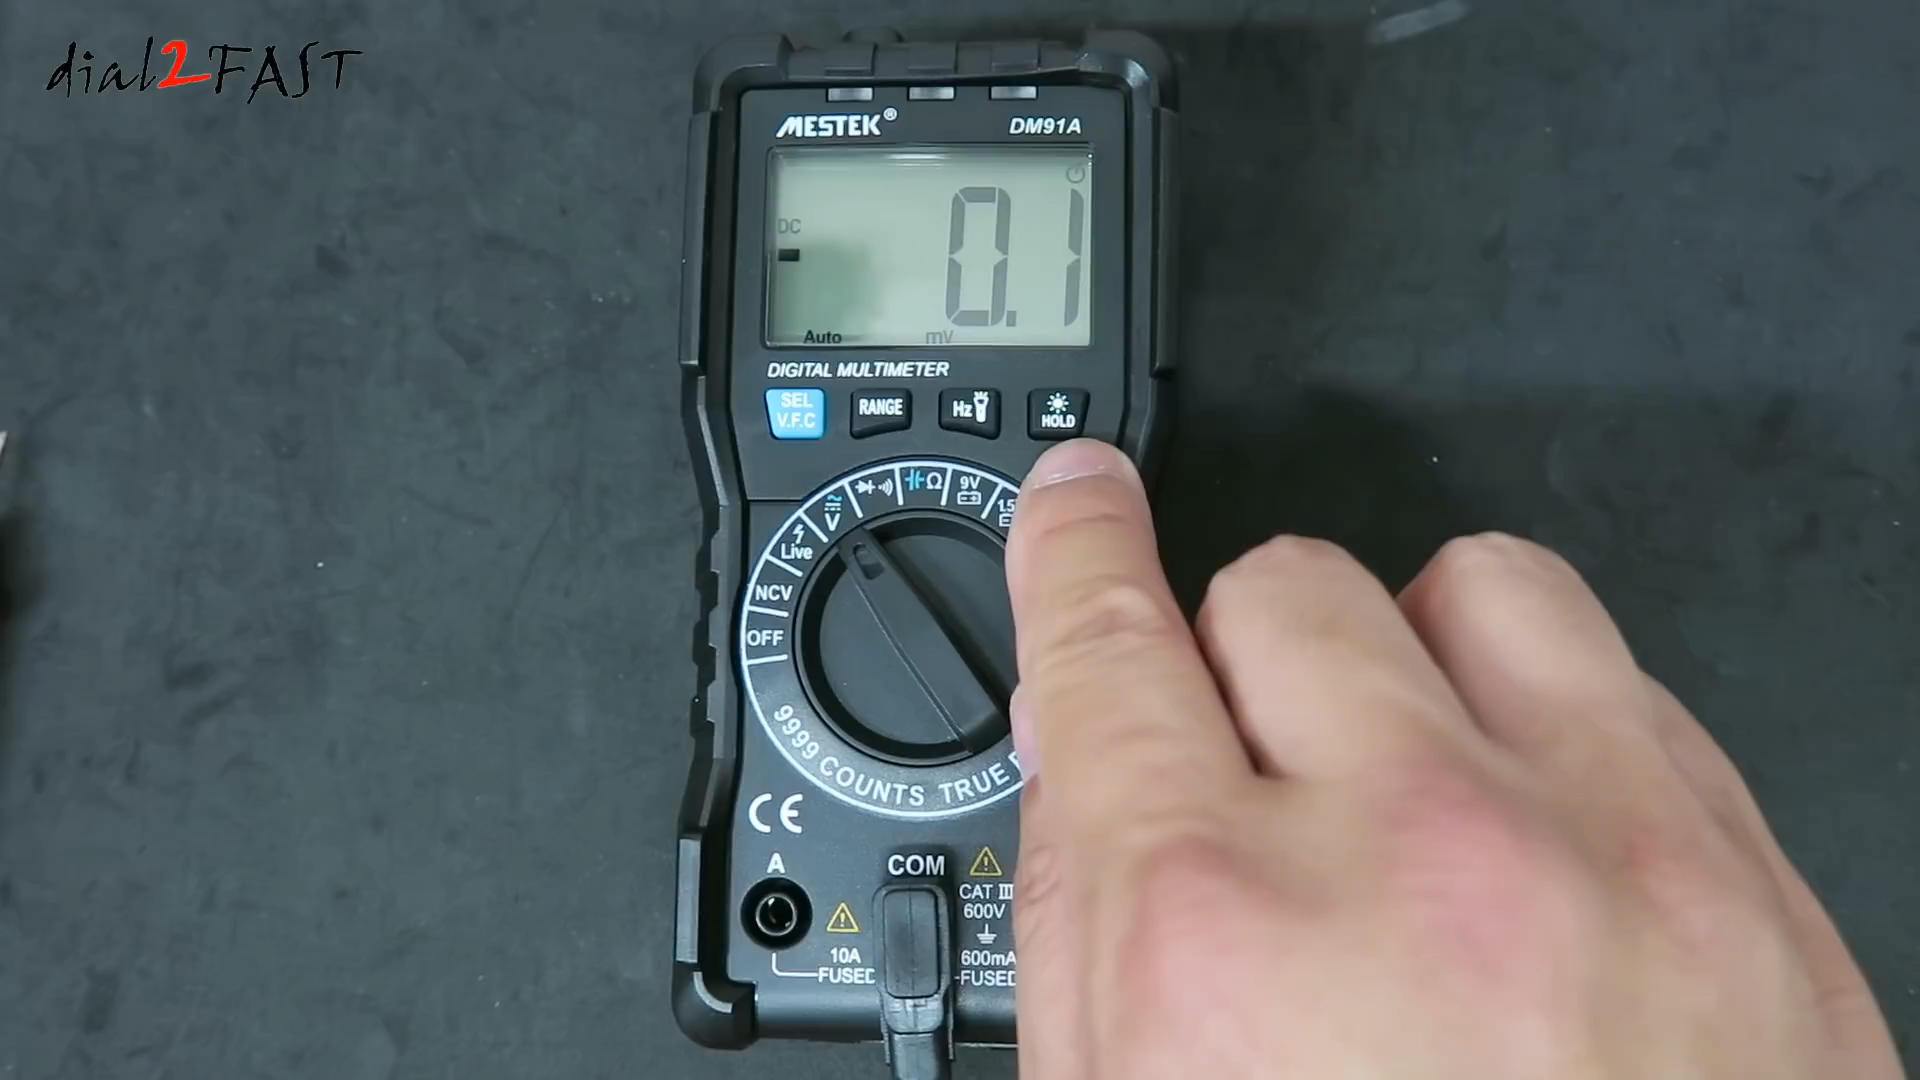 dial2FAST
MESTEK®
DM91A
DC
-0.1
Auto
mV
DIGITAL MULTIMETER
SEL
V.F.C
RANGE
Hz
HOLD
Live
V
Ω
9V
NCV
OFF
9999 COUNTS TRUE
CE
A
COM
CAT III
600V
10A
FUSED
600mA
FUSED